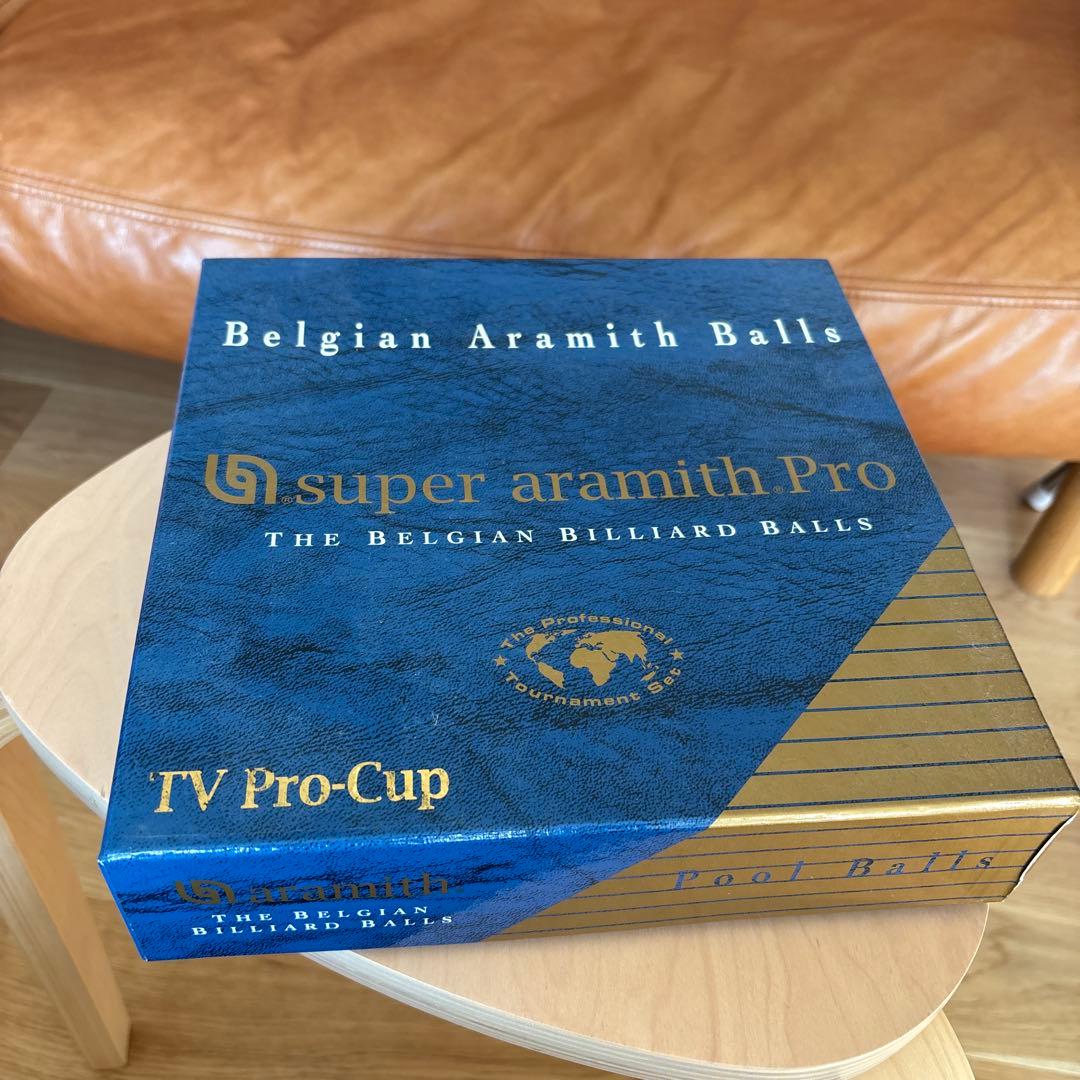 Belgian Aramith Balls
® super aramith® Pro
THE BELGIAN BILLIARD BALLS
The Professional
Tournament Set
TV Pro-Cup
aramith®
THE BELGIAN
BILLIARD BALLS
Pool Balls